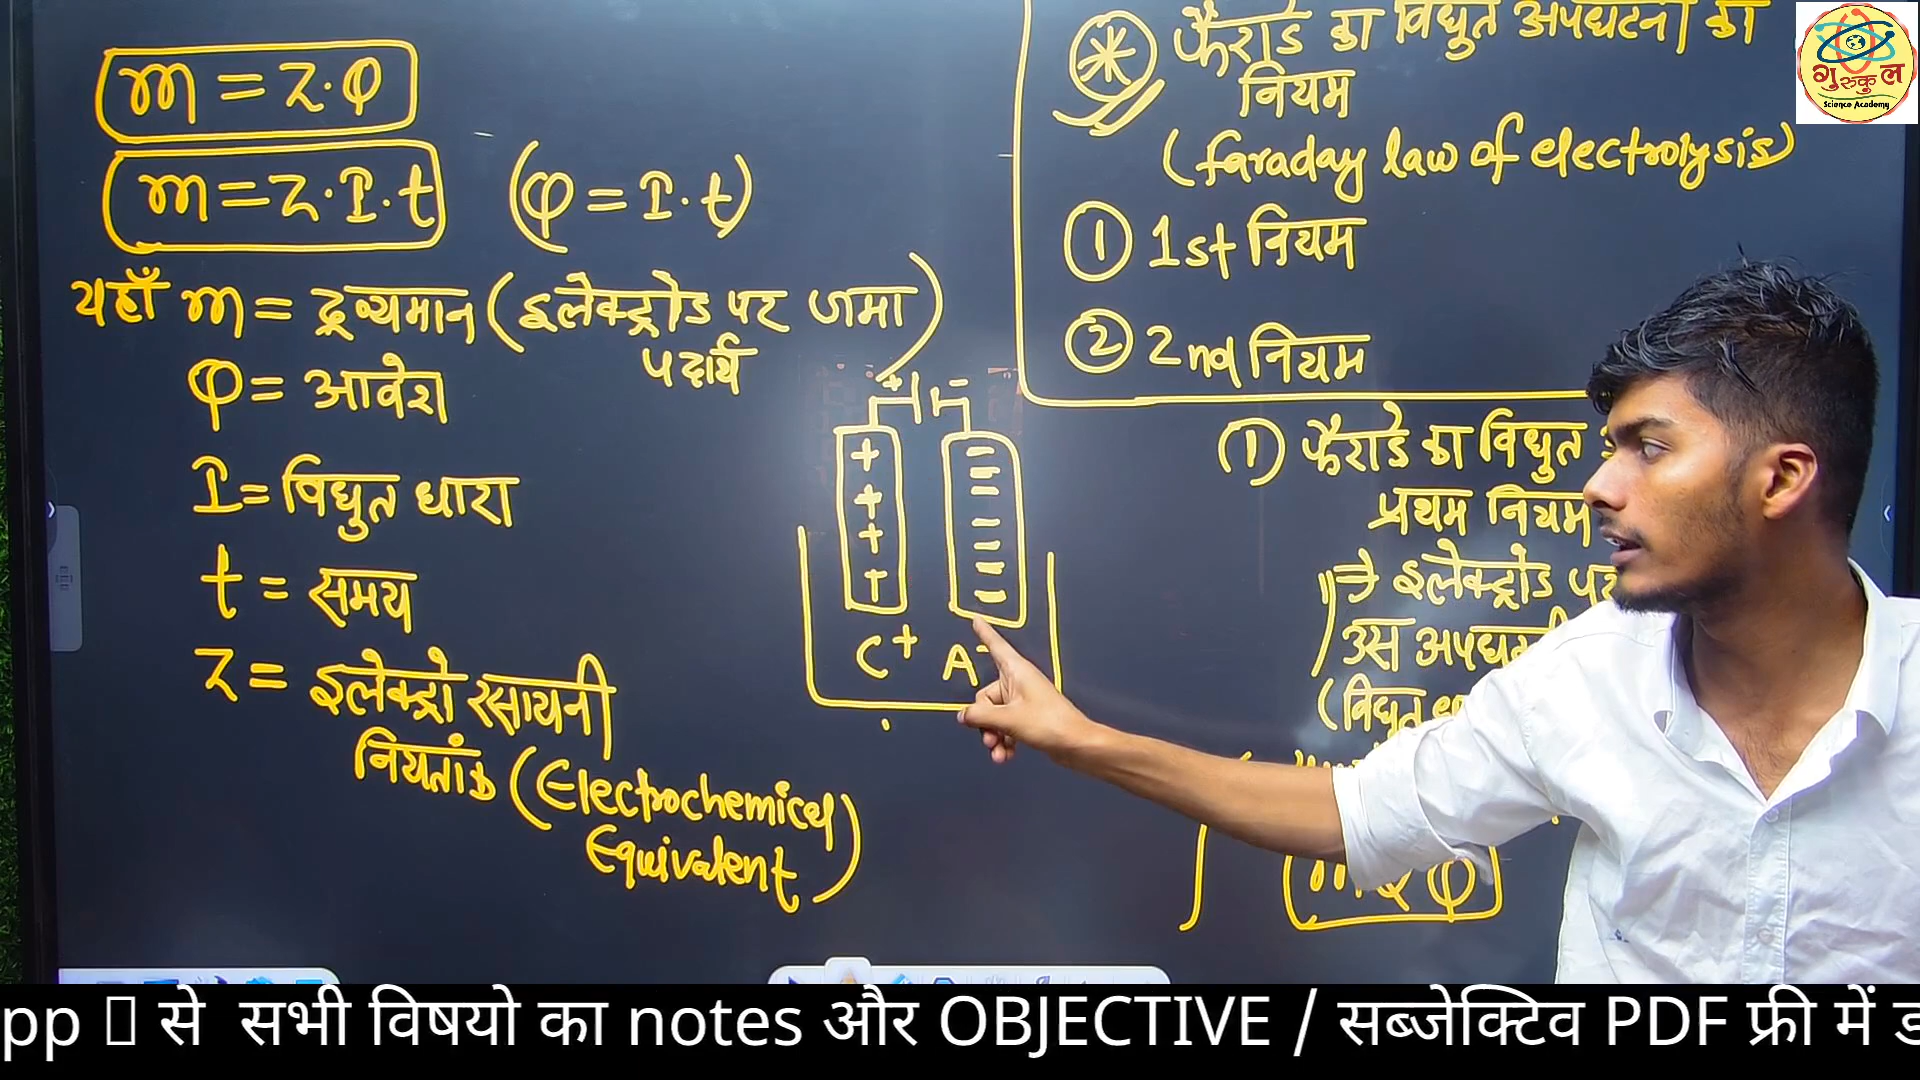 m = Z·Q
m = Z·I·t (Q = I·t)
यहाँ m = द्रव्यमान (इलेक्ट्रोड पर जमा
पदार्थ)
Q = आवेश
I = विद्युत धारा
t = समय
Z = इलेक्ट्रो रसायनी
नियतांक (Electrochemical
Equivalent)
+ -
C+ A-
फैराडे का विद्युत अपघटनी का
नियम
(faraday law of electrolysis)
① 1st नियम
② 2nd नियम
① फैराडे का विद्युत
प्रथम नियम
→ इलेक्ट्रोड पर
उस
(विद्युत
m ∝ Q
गुरुकुल
Science Academy
pp से सभी विषयो का notes और OBJECTIVE / सब्जेक्टिव PDF फ्री में ड